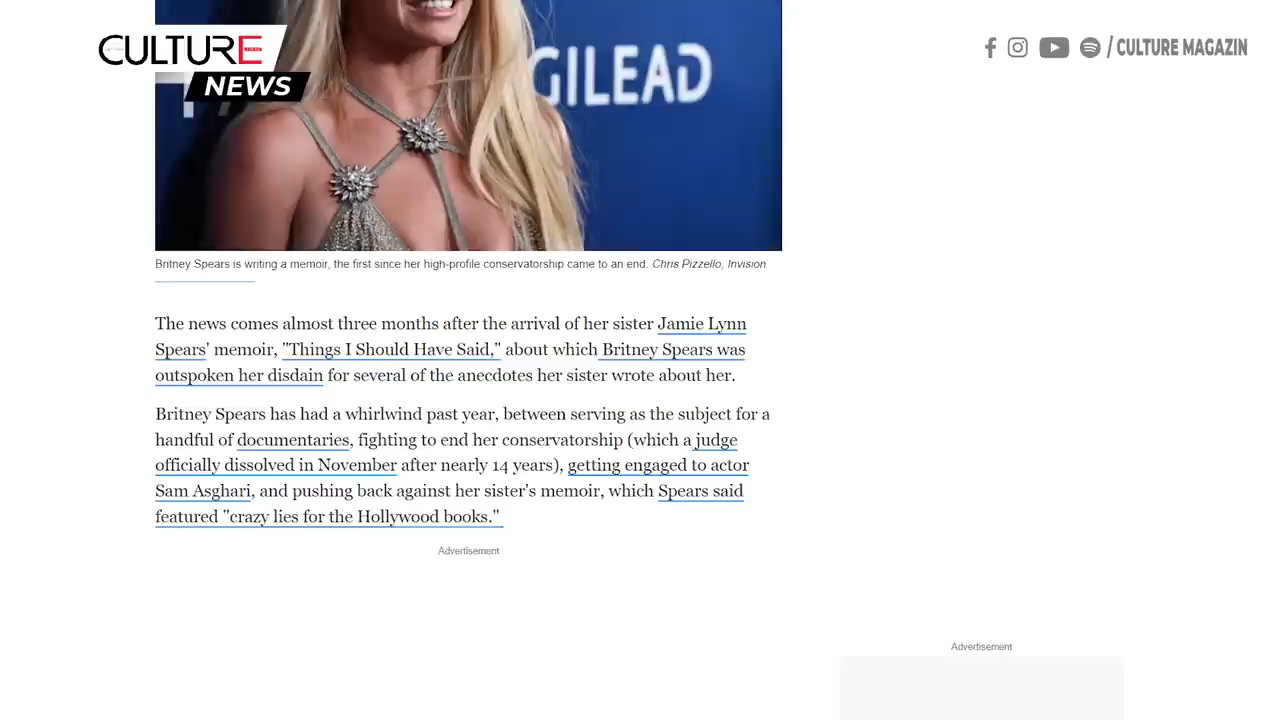 CULTURE
NEWS
/ CULTURE MAGAZIN
GILEAD
Britney Spears is writing a memoir, the first since her high-profile conservatorship came to an end. Chris Pizzello, Invision
The news comes almost three months after the arrival of her sister Jamie Lynn
Spears' memoir, "Things I Should Have Said," about which Britney Spears was
outspoken her disdain for several of the anecdotes her sister wrote about her.
Britney Spears has had a whirlwind past year, between serving as the subject for a
handful of documentaries, fighting to end her conservatorship (which a judge
officially dissolved in November after nearly 14 years), getting engaged to actor
Sam Asghari, and pushing back against her sister's memoir, which Spears said
featured "crazy lies for the Hollywood books."
Advertisement
Advertisement